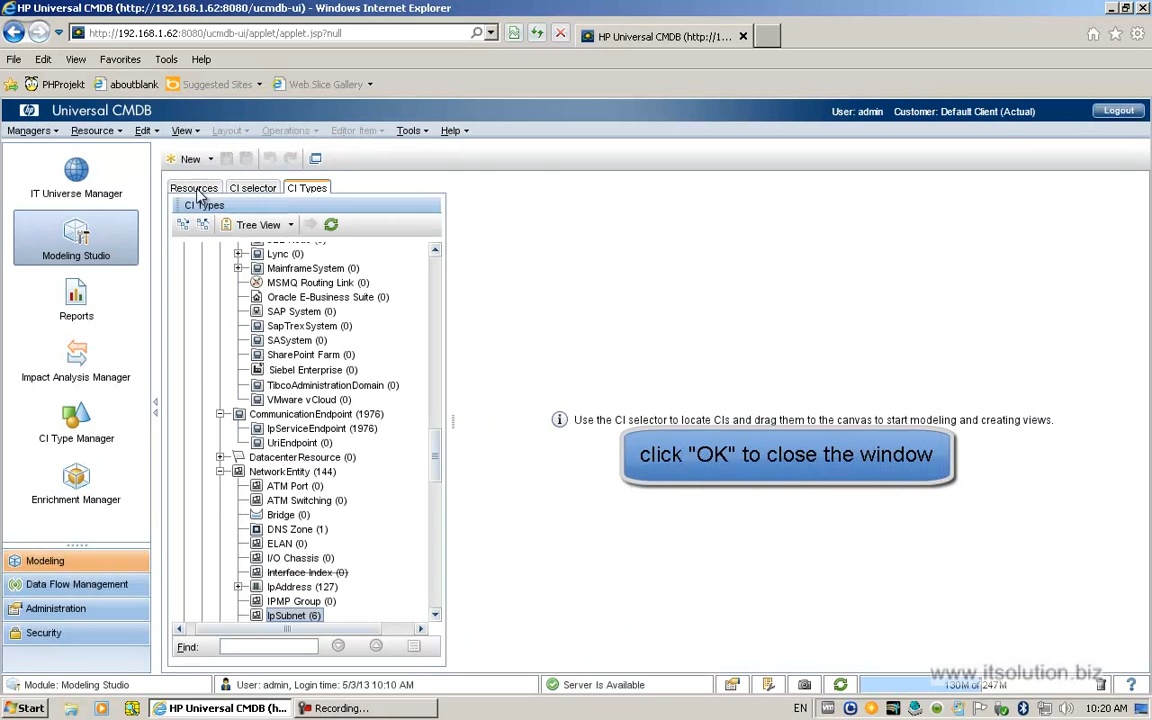 HP Universal CMDB (http://192.168.1.62:8080/ucmdb-ui) - Windows Internet Explorer
http://192.168.1.62:8080/ucmdb-ui/applet/applet.jsp?null
HP Universal CMDB (http://1...
File Edit View Favorites Tools Help
PHProjekt aboutblank Suggested Sites Web Slice Gallery
hp Universal CMDB User: admin Customer: Default Client (Actual) Logout
Managers Resource Edit View Layout Operations Editor Item Tools Help
New
IT Universe Manager
Modeling Studio
Reports
Impact Analysis Manager
CI Type Manager
Enrichment Manager
Modeling
Data Flow Management
Administration
Security
Resources CI selector CI Types
CI Types
Tree View
Lync (0)
MainframeSystem (0)
MSMQ Routing Link (0)
Oracle E-Business Suite (0)
SAP System (0)
SapTrexSystem (0)
SASystem (0)
SharePoint Farm (0)
Siebel Enterprise (0)
TibcoAdministrationDomain (0)
VMware vCloud (0)
CommunicationEndpoint (1976)
IpServiceEndpoint (1976)
UriEndpoint (0)
DatacenterResource (0)
NetworkEntity (144)
ATM Port (0)
ATM Switching (0)
Bridge (0)
DNS Zone (1)
ELAN (0)
I/O Chassis (0)
Interface Index (0)
IpAddress (127)
IPMP Group (0)
IpSubnet (6)
Find:
Use the CI selector to locate CIs and drag them to the canvas to start modeling and creating views.
click "OK" to close the window
www.itsolution.biz
Module: Modeling Studio User: admin, Login time: 5/3/13 10:10 AM Server Is Available 130M of 247M
Start HP Universal CMDB (h... Recording... EN 10:20 AM